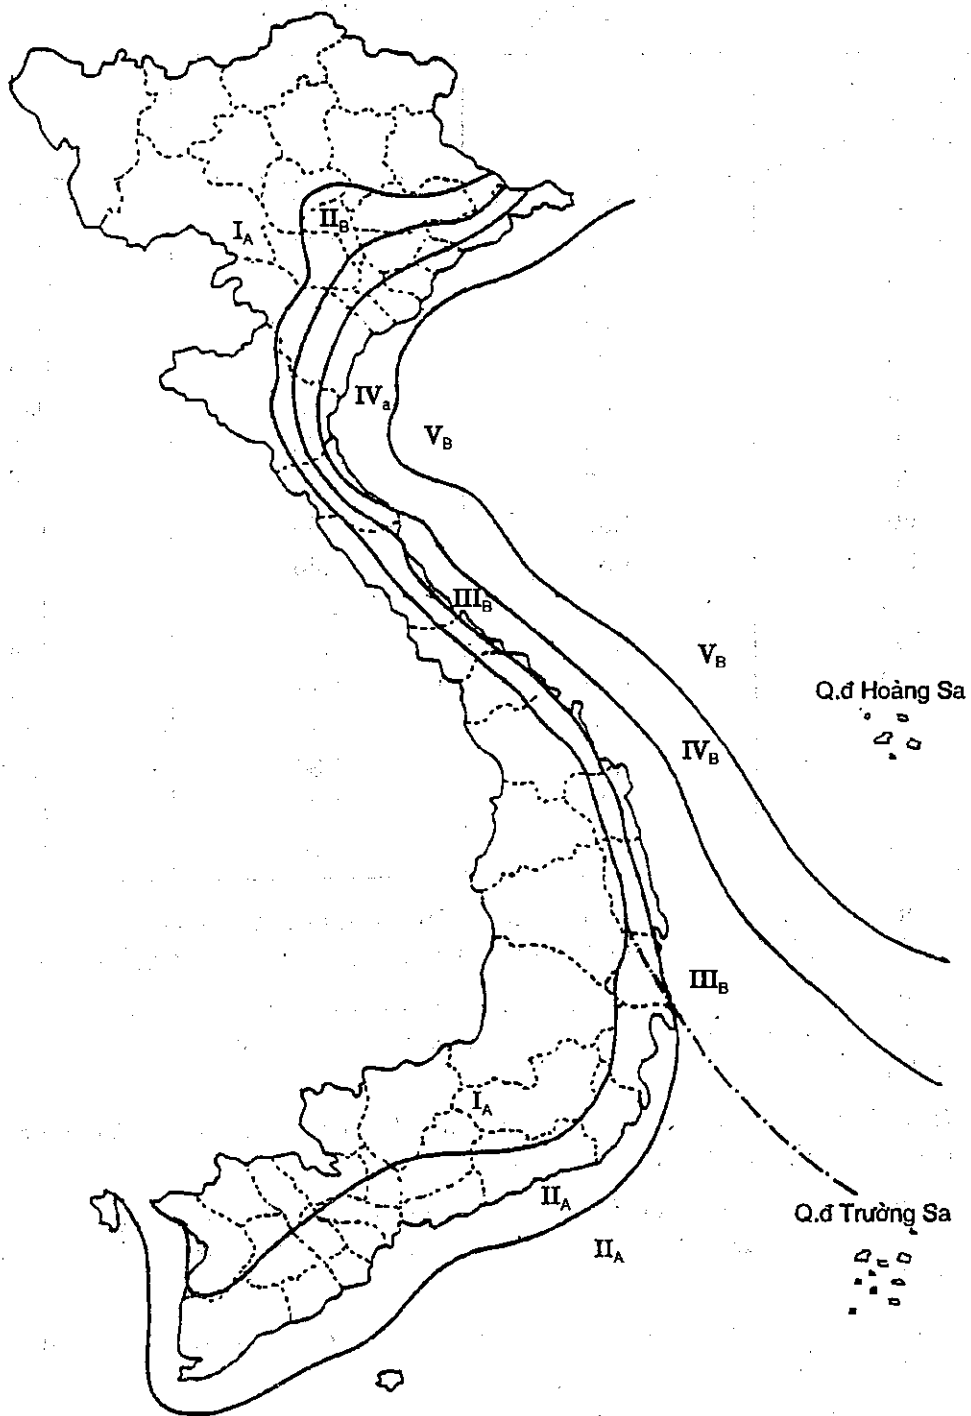 I_A
II_B
IV_a
V_B
III_B
V_B
Q.đ Hoàng Sa
IV_B
III_B
I_A
II_A
Q.đ Trường Sa
II_A